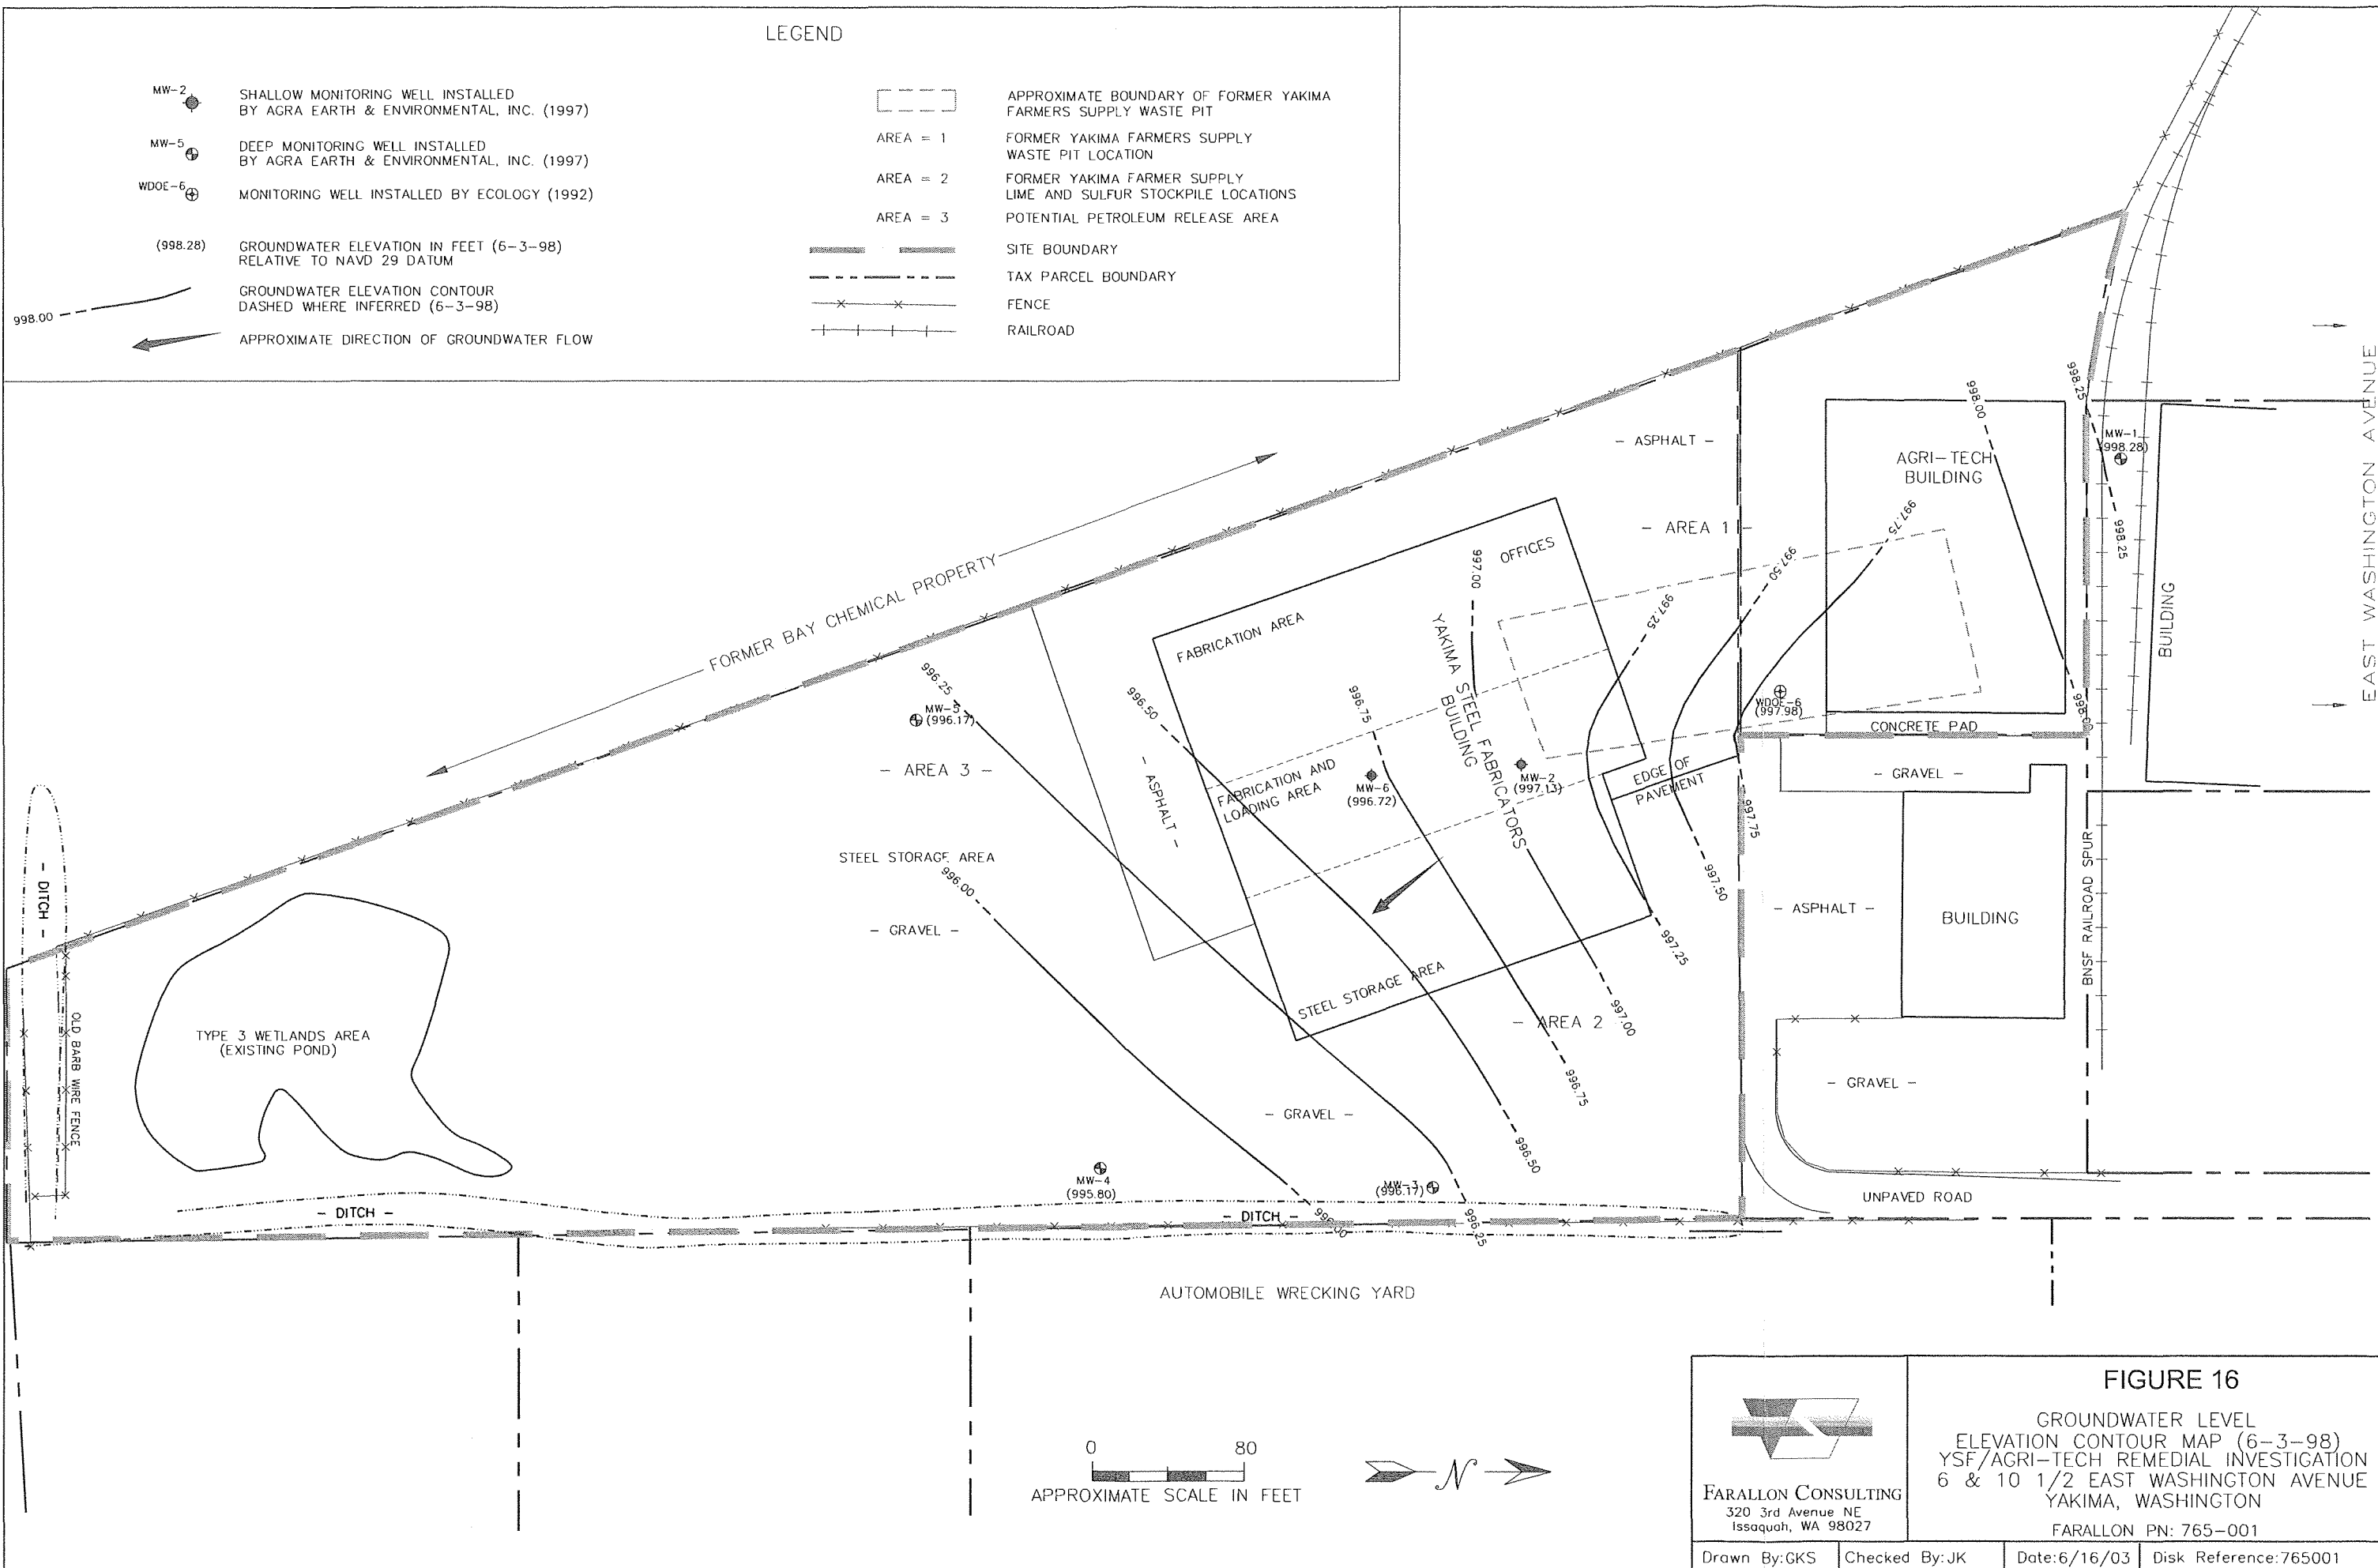 LEGEND
MW-2
SHALLOW MONITORING WELL INSTALLED
BY AGRA EARTH & ENVIRONMENTAL, INC. (1997)
MW-5
DEEP MONITORING WELL INSTALLED
BY AGRA EARTH & ENVIRONMENTAL, INC. (1997)
WDOE-6
MONITORING WELL INSTALLED BY ECOLOGY (1992)
(998.28)
GROUNDWATER ELEVATION IN FEET (6-3-98)
RELATIVE TO NAVD 29 DATUM
998.00
GROUNDWATER ELEVATION CONTOUR
DASHED WHERE INFERRED (6-3-98)
APPROXIMATE DIRECTION OF GROUNDWATER FLOW
APPROXIMATE BOUNDARY OF FORMER YAKIMA
FARMERS SUPPLY WASTE PIT
AREA = 1
FORMER YAKIMA FARMERS SUPPLY
WASTE PIT LOCATION
AREA = 2
FORMER YAKIMA FARMER SUPPLY
LIME AND SULFUR STOCKPILE LOCATIONS
AREA = 3
POTENTIAL PETROLEUM RELEASE AREA
SITE BOUNDARY
TAX PARCEL BOUNDARY
FENCE
RAILROAD
EAST WASHINGTON AVENUE
998.25
998.00
MW-1
(998.28)
- ASPHALT -
AGRI-TECH
BUILDING
998.25
997.75
- AREA 1 -
OFFICES
997.50
997.00
FORMER BAY CHEMICAL PROPERTY
BUILDING
997.25
FABRICATION AREA
YAKIMA STEEL FABRICATORS
BUILDING
996.25
996.50
996.75
MW-5
(996.17)
WDOE-6
(997.98)
998.0
CONCRETE PAD
- AREA 3 -
- ASPHALT -
FABRICATION AND
LOADING AREA
MW-6
(996.72)
MW-2
(997.13)
EDGE OF
PAVEMENT
- GRAVEL -
997.75
STEEL STORAGE AREA
996.00
997.50
- DITCH -
- ASPHALT -
BUILDING
BNSF RAILROAD SPUR
- GRAVEL -
997.25
STEEL STORAGE AREA
997.00
- AREA 2
TYPE 3 WETLANDS AREA
(EXISTING POND)
OLD BARB WIRE FENCE
996.75
- GRAVEL -
- GRAVEL -
996.50
MW-4
(995.80)
MW-3
(996.17)
UNPAVED ROAD
- DITCH -
- DITCH -
996.00
996.25
AUTOMOBILE WRECKING YARD
0 80
APPROXIMATE SCALE IN FEET
N
FARALLON CONSULTING
320 3rd Avenue NE
Issaquah, WA 98027
FIGURE 16
GROUNDWATER LEVEL
ELEVATION CONTOUR MAP (6-3-98)
YSF/AGRI-TECH REMEDIAL INVESTIGATION
6 & 10 1/2 EAST WASHINGTON AVENUE
YAKIMA, WASHINGTON
FARALLON PN: 765-001
Drawn By:GKS Checked By:JK Date:6/16/03 Disk Reference:765001